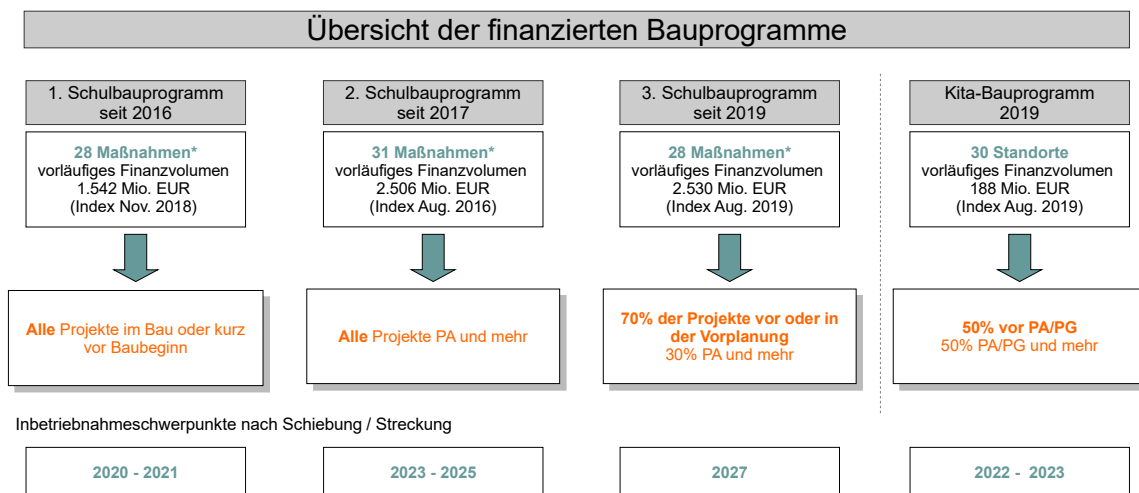 Übersicht der finanzierten Bauprogramme
1. Schulbauprogramm
seit 2016
28 Maßnahmen*
vorläufiges Finanzvolumen
1.542 Mio. EUR
(Index Nov. 2018)
Alle Projekte im Bau oder kurz
vor Baubeginn
2. Schulbauprogramm
seit 2017
31 Maßnahmen*
vorläufiges Finanzvolumen
2.506 Mio. EUR
(Index Aug. 2016)
Alle Projekte PA und mehr
3. Schulbauprogramm
seit 2019
28 Maßnahmen*
vorläufiges Finanzvolumen
2.530 Mio. EUR
(Index Aug. 2019)
70% der Projekte vor oder in
der Vorplanung
30% PA und mehr
Kita-Bauprogramm
2019
30 Standorte
vorläufiges Finanzvolumen
188 Mio. EUR
(Index Aug. 2019)
50% vor PA/PG
50% PA/PG und mehr
Inbetriebnahmeschwerpunkte nach Schiebung / Streckung
2020 - 2021
2023 - 2025
2027
2022 - 2023